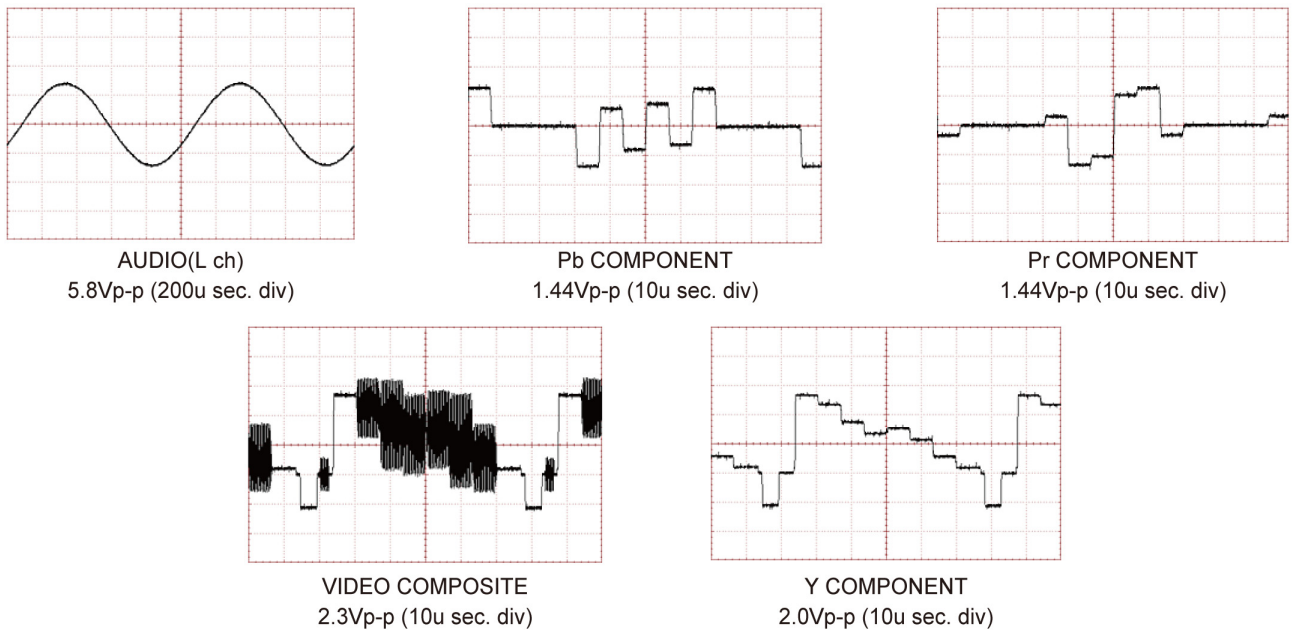 AUDIO(L ch)
5.8Vp-p (200u sec. div)
Pb COMPONENT
1.44Vp-p (10u sec. div)
Pr COMPONENT
1.44Vp-p (10u sec. div)
VIDEO COMPOSITE
2.3Vp-p (10u sec. div)
Y COMPONENT
2.0Vp-p (10u sec. div)